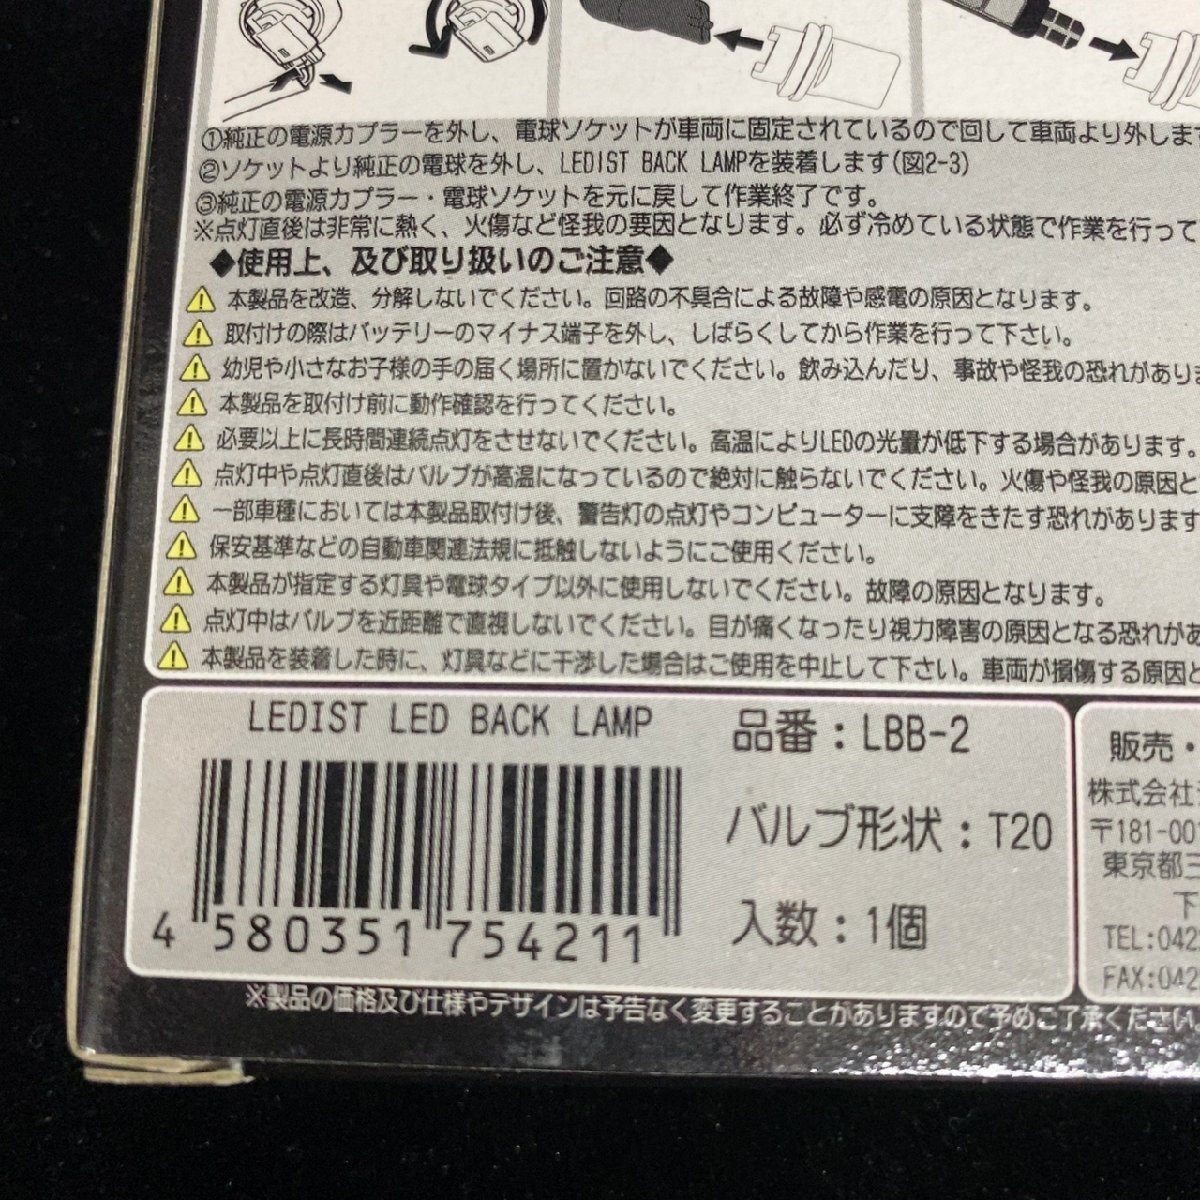 ①純正の電源カプラーを外し、電球ソケットが車両に固定されているので回して車両より外しま
②ソケットより純正の電球を外し、LEDIST BACK LAMPを装着します(図2-3)
③純正の電源カプラー・電球ソケットを元に戻して作業終了です。
※点灯直後は非常に熱く、火傷など怪我の要因となります。必ず冷めている状態で作業を行って
◆使用上、及び取り扱いのご注意◆
本製品を改造、分解しないでください。回路の不具合による故障や感電の原因となります。
取付けの際はバッテリーのマイナス端子を外し、しばらくしてから作業を行って下さい。
幼児や小さなお子様の手の届く場所に置かないでください。飲み込んだり、事故や怪我の恐れがありま
本製品を取付け前に動作確認を行ってください。
必要以上に長時間連続点灯をさせないでください。高温によりLEDの光量が低下する場合があります。
点灯中や点灯直後はバルブが高温になっているので絶対に触らないでください。火傷や怪我の原因と
一部車種においては本製品取付け後、警告灯の点灯やコンピューターに支障をきたす恐れがあります
保安基準などの自動車関連法規に抵触しないようにご使用ください。
本製品が指定する灯具や電球タイプ以外に使用しないでください。故障の原因となります。
点灯中はバルブを近距離で直視しないでください。目が痛くなったり視力障害の原因となる恐れがあ
本製品を装着した時に、灯具などに干渉した場合はご使用を中止して下さい。車両が損傷する原因と
LEDIST LED BACK LAMP
4 580351 754211
品番：LBB-2
バルブ形状：T20
入数：1個
販売・
株式会社
〒181-001
東京都三
下
TEL:0422
FAX:0422
※製品の価格及び仕様やデザインは予告なく変更することがありますので予めご了承ください